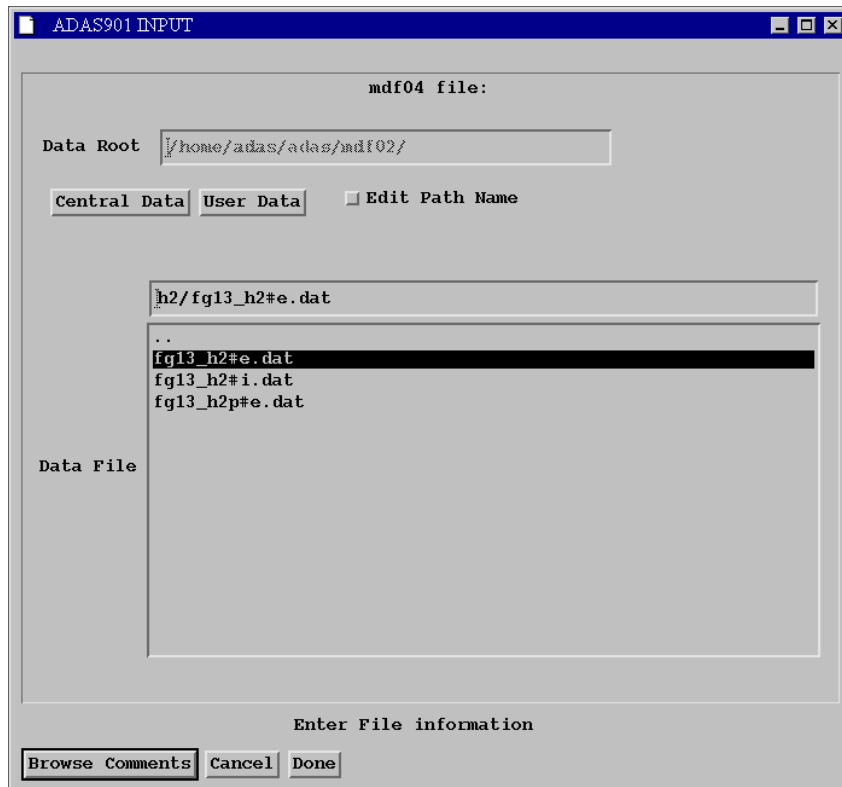 ADAS901 INPUT
mdf04 file:
Data Root /home/adas/adas/mdf02/
Central Data User Data Edit Path Name
h2/fg13_h2#e.dat
..
fg13_h2#e.dat
fg13_h2#i.dat
fg13_h2p#e.dat
Data File
Enter File information
Browse Comments Cancel Done